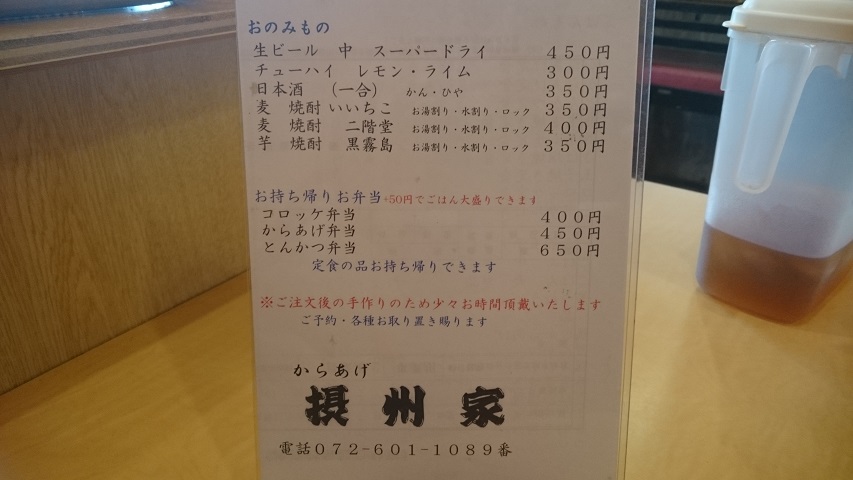 おのみもの
生ビール 中 スーパードライ ４５０円
チューハイ レモン・ライム ３００円
日本酒 （一合） かん・ひや ３５０円
麦 焼酎 いいちこ お湯割り・水割り・ロック ３５０円
麦 焼酎 二階堂 お湯割り・水割り・ロック ４００円
芋 焼酎 黒霧島 お湯割り・水割り・ロック ３５０円
お持ち帰りお弁当 +50円でごはん大盛りできます
コロッケ弁当 ４００円
からあげ弁当 ４５０円
とんかつ弁当 ６５０円
定食の品お持ち帰りできます
※ご注文後の手作りのため少々お時間頂戴いたします
ご予約・各種お取り置き賜ります
からあげ
摂州家
電話０７２−６０１−１０８９番